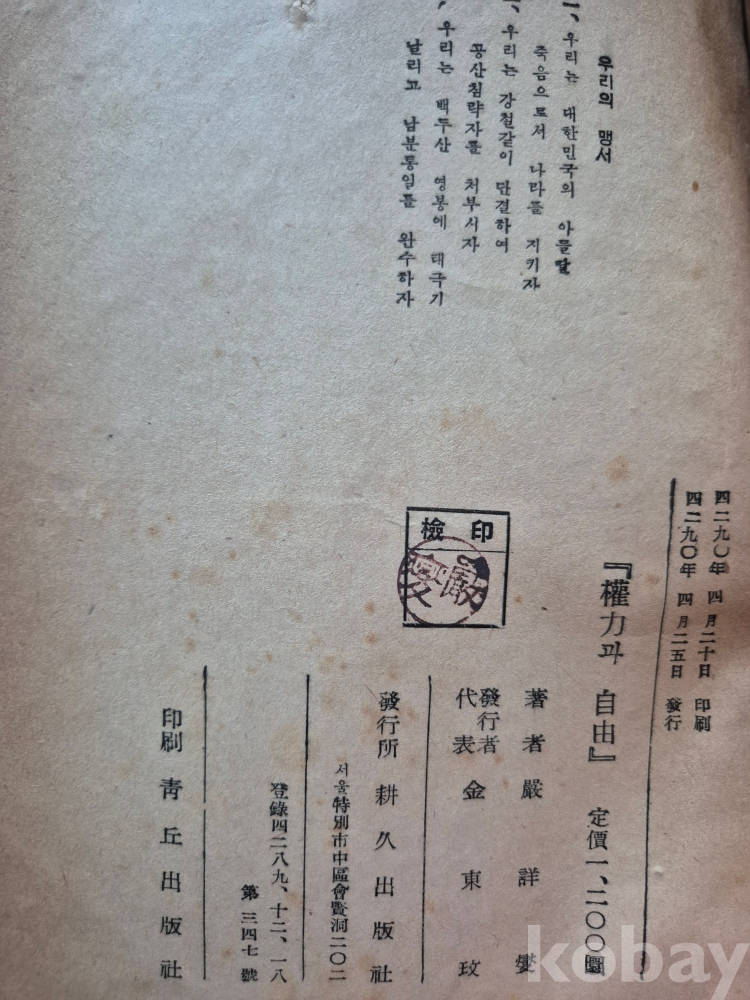 우리의 맹서
一、우리는 대한민국의 아들딸
죽음으로서 나라를 지키자
一、우리는 강철같이 단결하여
공산침략자를 처부시자
우리는 백두산 영봉에 태극기
날리고 남분통일를 완수하자
四二九〇年 四月二十日 印刷
四二九〇年 四月二五日 發行
『權力과 自由』 定價一、二〇〇圜
檢印
著者 嚴詳燮
發行者
代表 金東玟
發行所 耕久出版社
서울特別市中區會賢洞二〇二
登錄四二八九、十二、一八
第三四七號
印刷 靑丘出版社
kobay